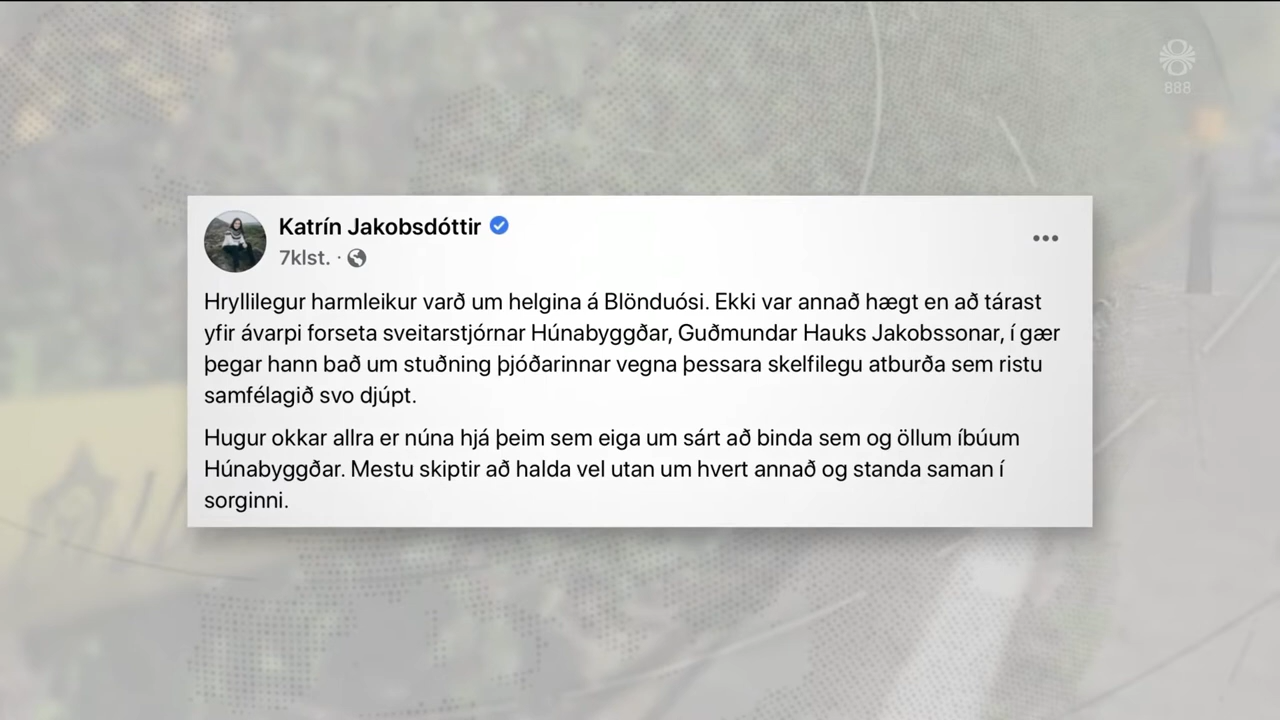 888
Katrín Jakobsdóttir
7klst. ·
Hryllilegur harmleikur varð um helgina á Blönduósi. Ekki var annað hægt en að tárast
yfir ávarpi forseta sveitarstjórnar Húnabyggðar, Guðmundar Hauks Jakobssonar, í gær
þegar hann bað um stuðning þjóðarinnar vegna þessara skelfilegu atburða sem ristu
samfélagið svo djúpt.
Hugur okkar allra er núna hjá þeim sem eiga um sárt að binda sem og öllum íbúum
Húnabyggðar. Mestu skiptir að halda vel utan um hvert annað og standa saman í
sorginni.